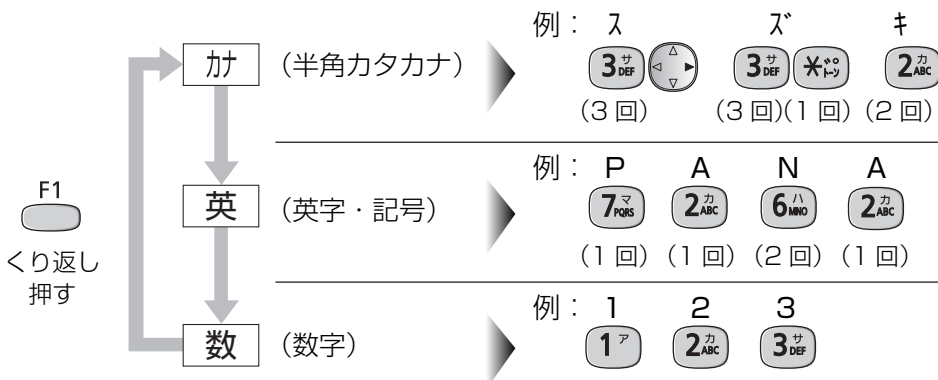 例： ｽ ｽﾞ ｷ
ｶﾅ （半角カタカナ） 3サDEF 3サDEF ＊゛゜トーン 2カABC
（3 回） （3 回）（1 回）（2 回）
例： P A N A
F1 英 （英字・記号） 7マPQRS 2カABC 6ハMNO 2カABC
（1 回）（1 回）（2 回）（1 回）
くり返し
押す
例： 1 2 3
数 （数字） 1ア 2カABC 3サDEF